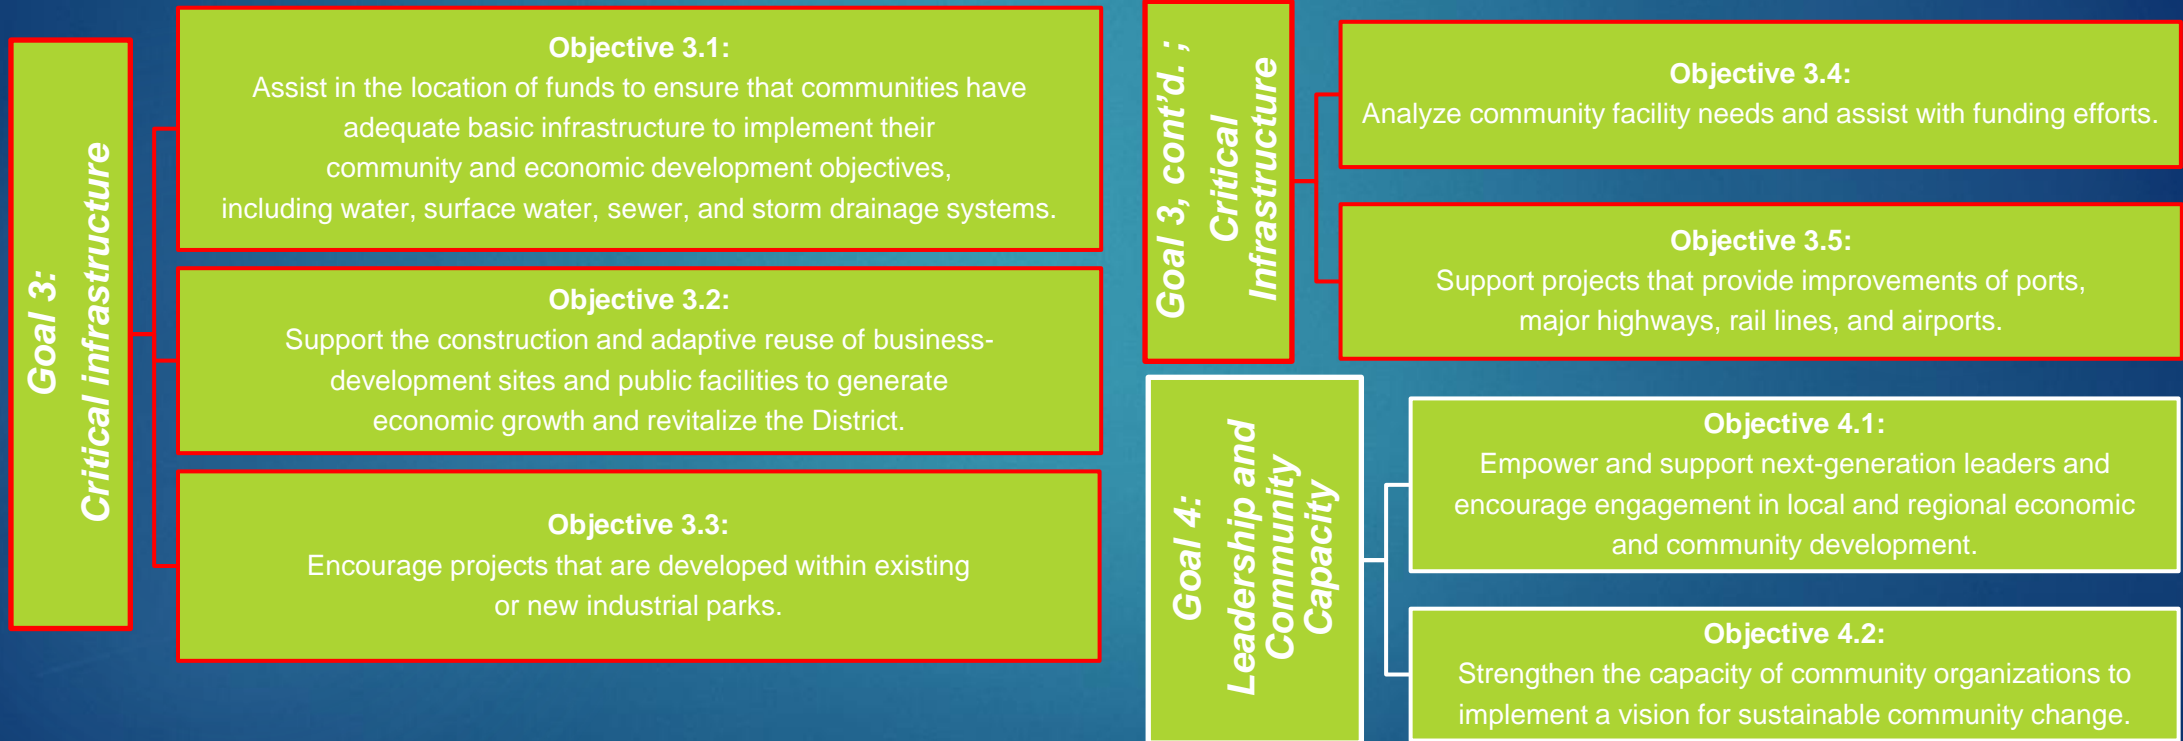 Goal 3:
Critical infrastructure
Objective 3.1:
Assist in the location of funds to ensure that communities have
adequate basic infrastructure to implement their
community and economic development objectives,
including water, surface water, sewer, and storm drainage systems.
Objective 3.2:
Support the construction and adaptive reuse of business-
development sites and public facilities to generate
economic growth and revitalize the District.
Objective 3.3:
Encourage projects that are developed within existing
or new industrial parks.
Goal 3, cont'd. ;
Critical
Infrastructure
Objective 3.4:
Analyze community facility needs and assist with funding efforts.
Objective 3.5:
Support projects that provide improvements of ports,
major highways, rail lines, and airports.
Goal 4:
Leadership and
Community
Capacity
Objective 4.1:
Empower and support next-generation leaders and
encourage engagement in local and regional economic
and community development.
Objective 4.2:
Strengthen the capacity of community organizations to
implement a vision for sustainable community change.